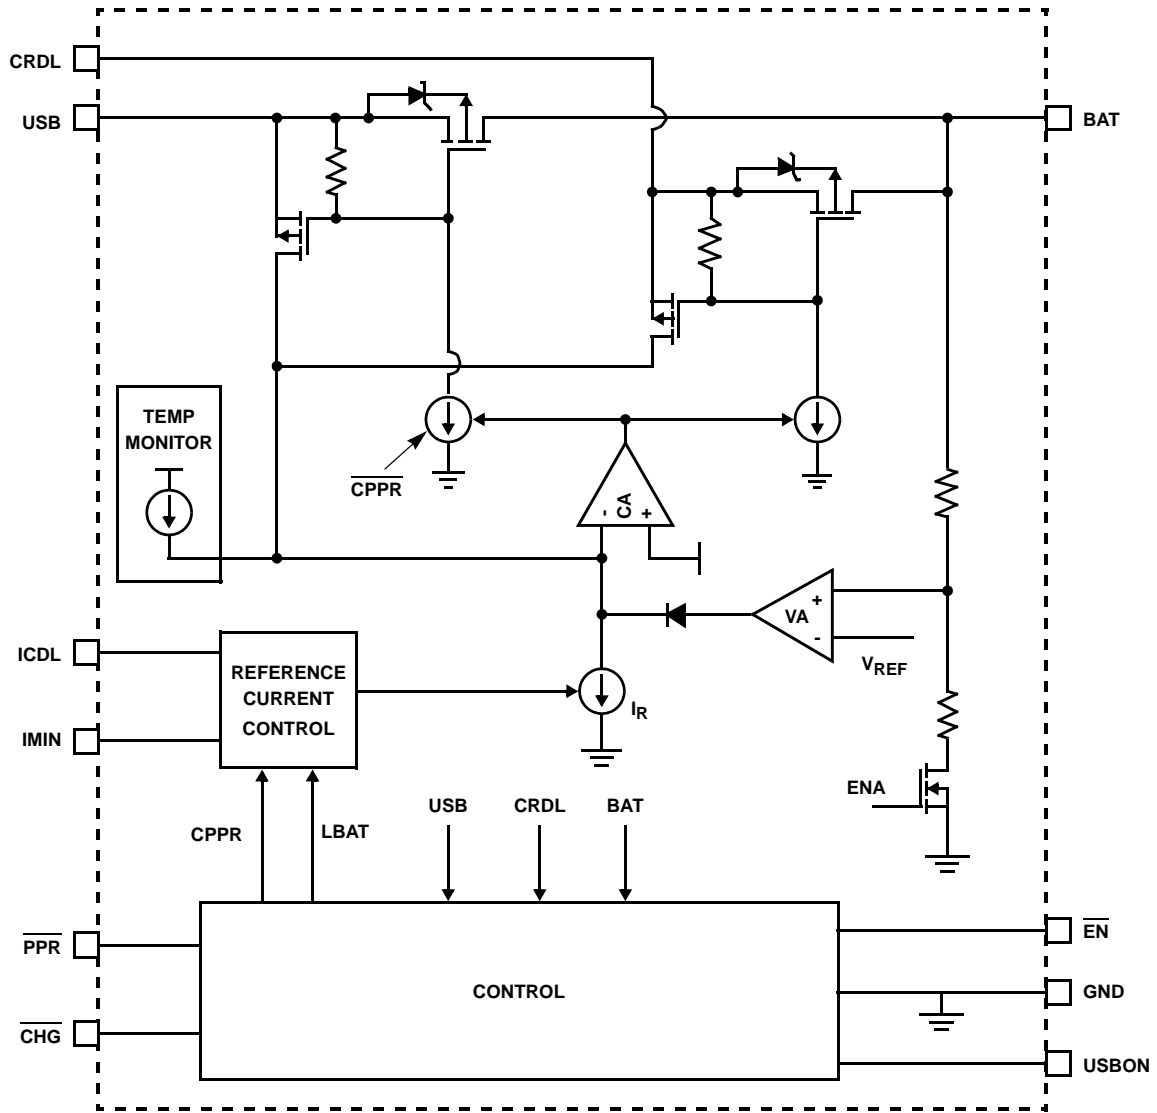 CRDL
USB
BAT
TEMP
MONITOR
CPPR
-
CA
+
ICDL
IMIN
REFERENCE
CURRENT
CONTROL
IR
VA
+
-
VREF
ENA
CPPR
LBAT
USB
CRDL
BAT
PPR
CHG
CONTROL
EN
GND
USBON